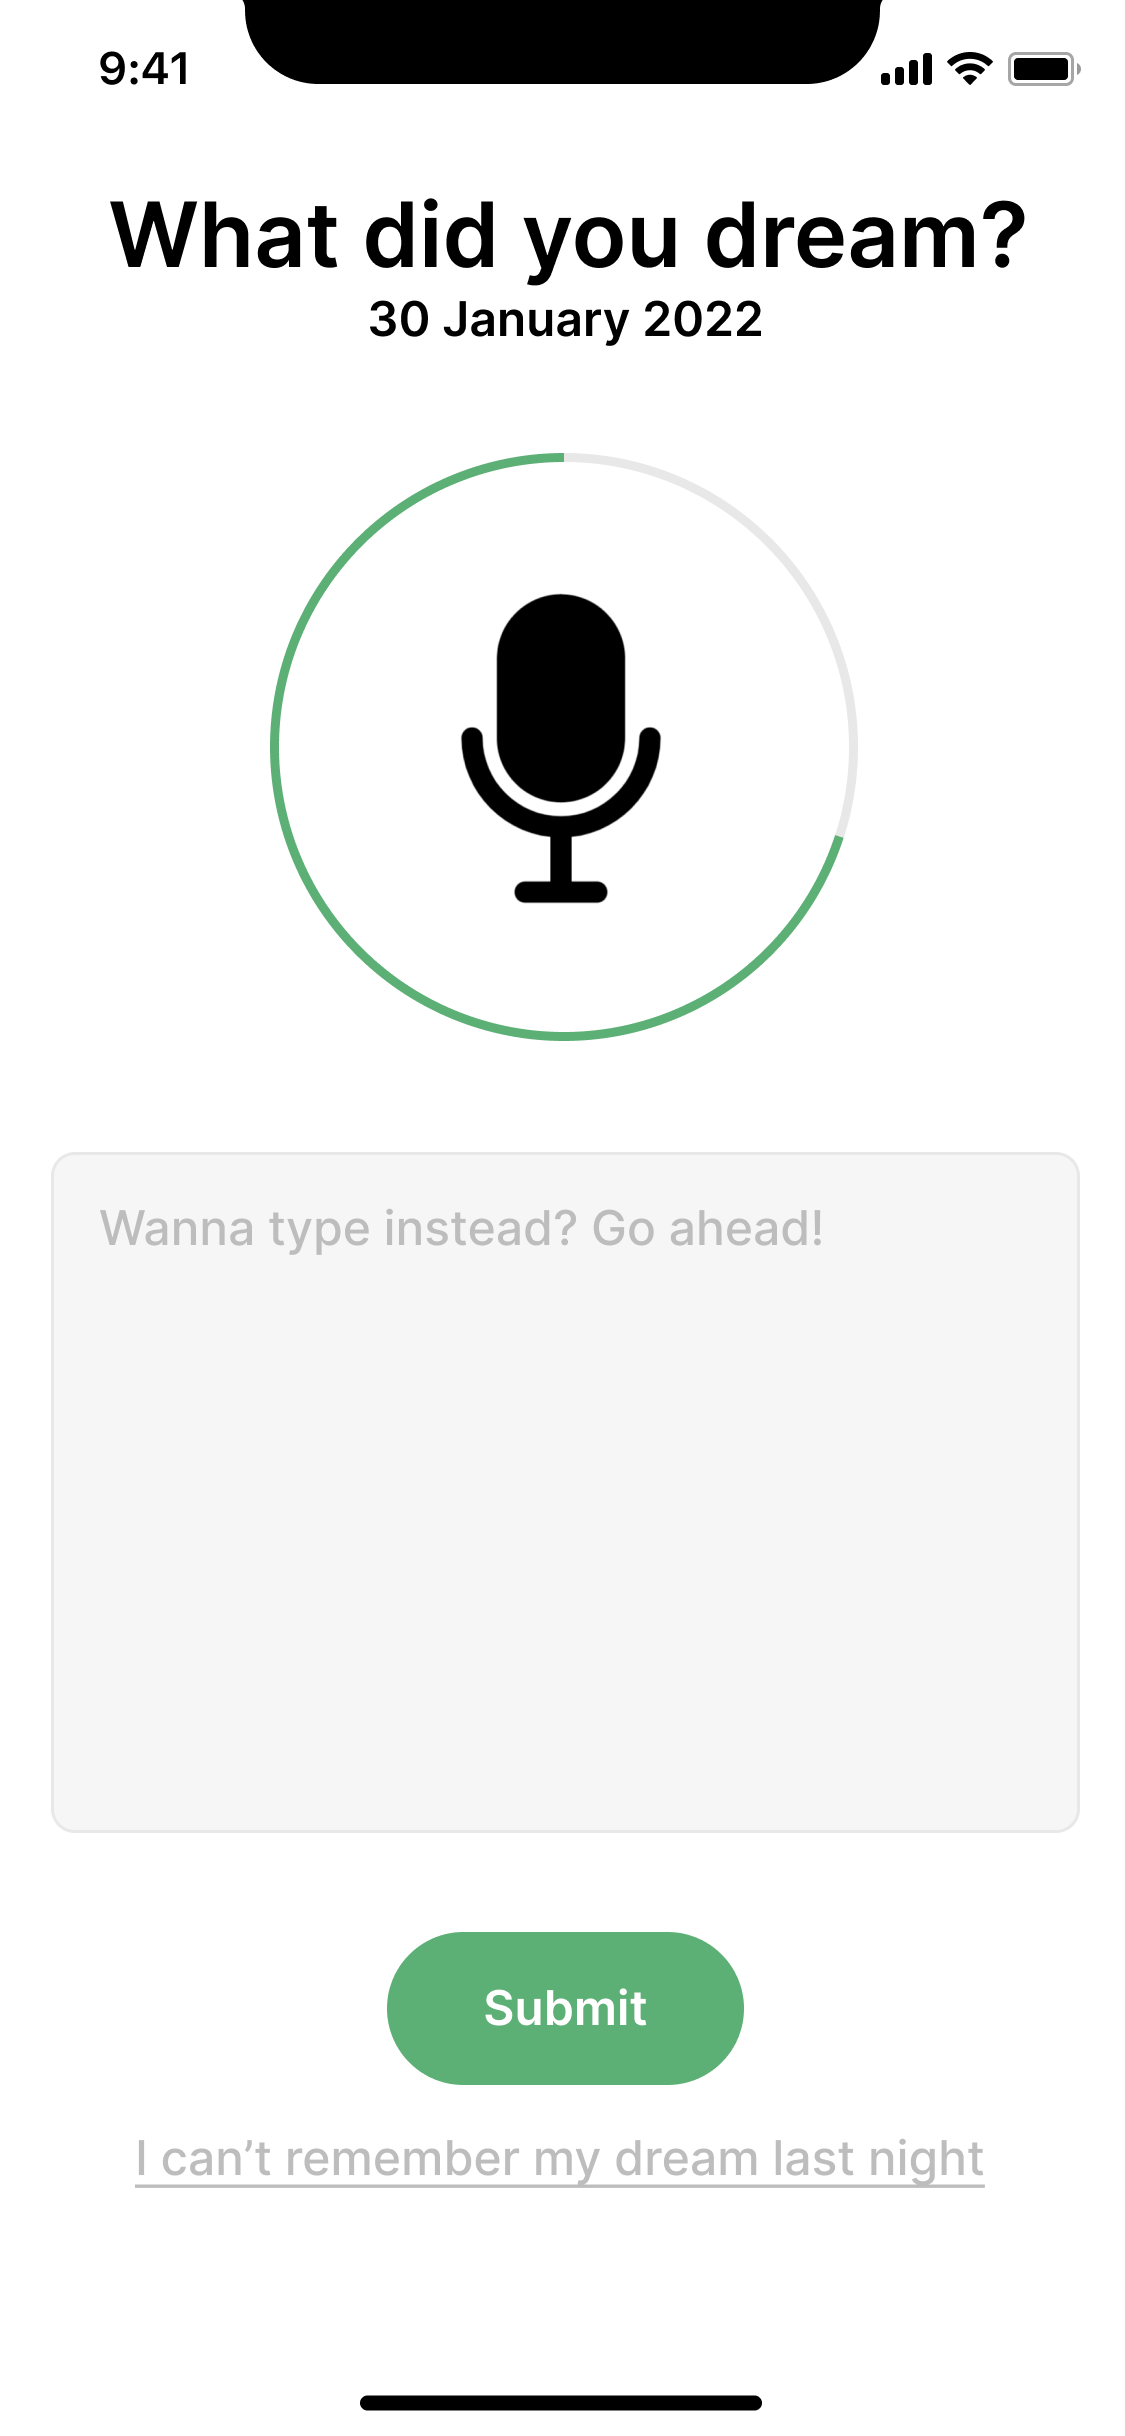 9:41
What did you dream?
30 January 2022
Wanna type instead? Go ahead!
Submit
I can’t remember my dream last night